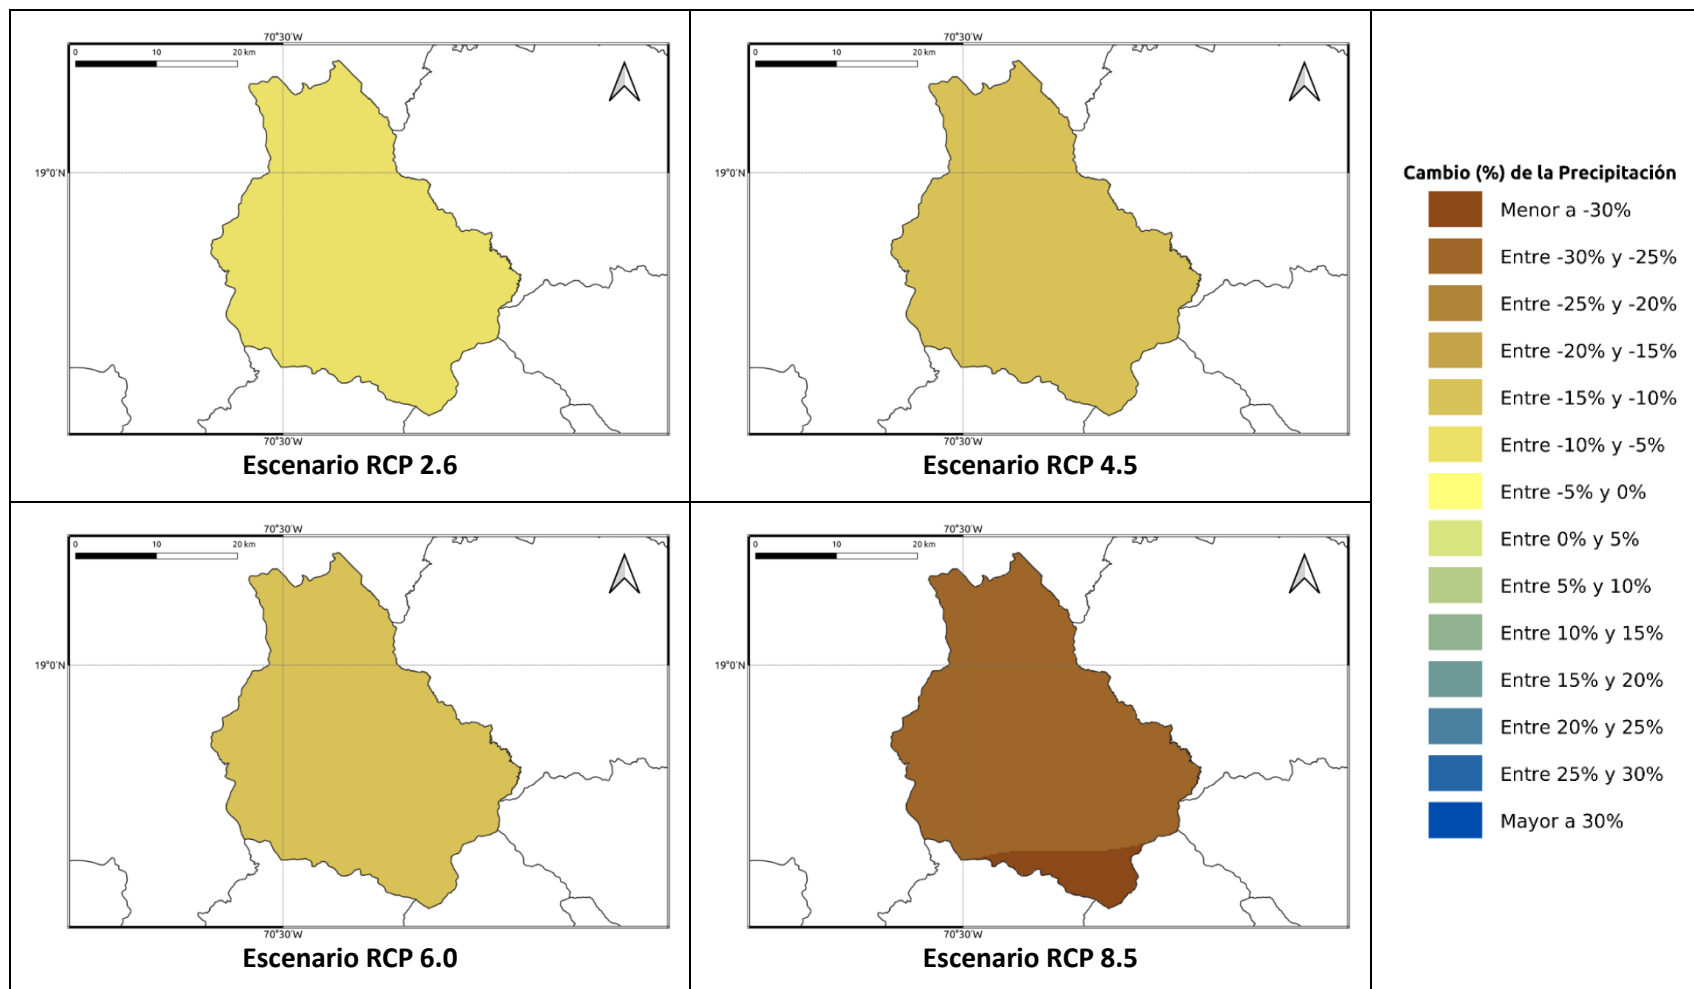 70°30'W
0 10 20 km
19°0'N
70°30'W
Escenario RCP 2.6
70°30'W
0 10 20 km
70°30'W
Escenario RCP 4.5
70°30'W
0 10 20 km
19°0'N
70°30'W
Escenario RCP 6.0
70°30'W
0 10 20 km
70°30'W
Escenario RCP 8.5
Cambio (%) de la Precipitación
Menor a -30%
Entre -30% y -25%
Entre -25% y -20%
Entre -20% y -15%
Entre -15% y -10%
Entre -10% y -5%
Entre -5% y 0%
Entre 0% y 5%
Entre 5% y 10%
Entre 10% y 15%
Entre 15% y 20%
Entre 20% y 25%
Entre 25% y 30%
Mayor a 30%